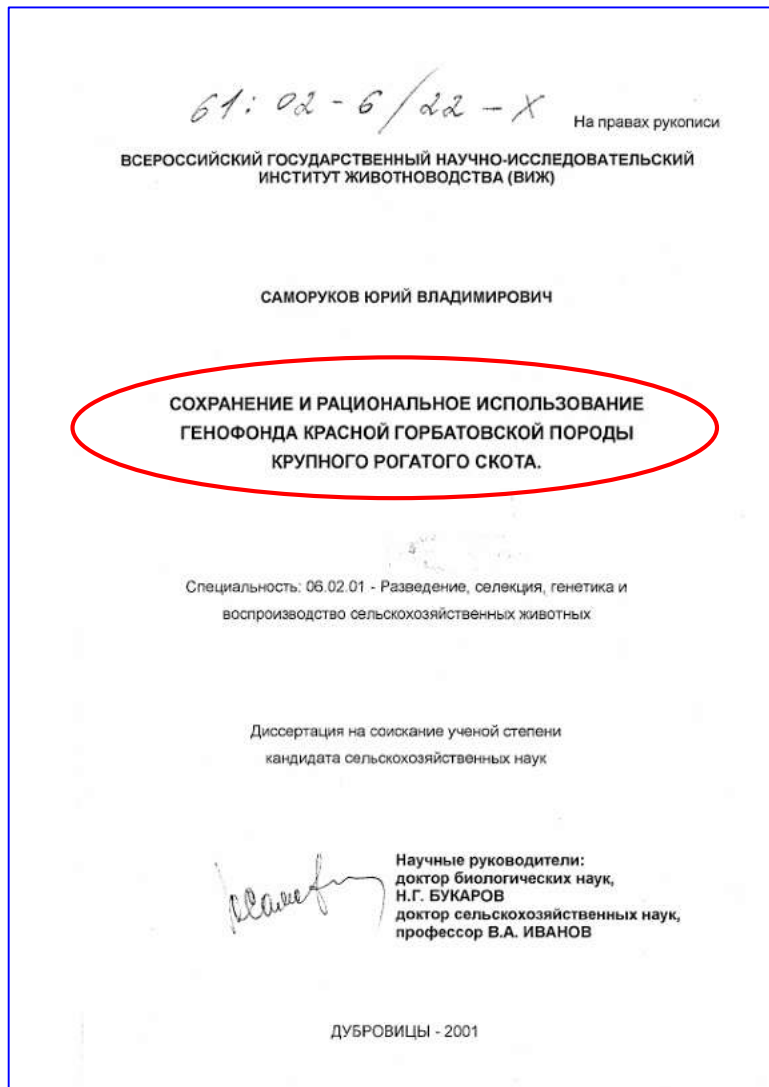 61: 02-6/22-X
На правах рукописи
ВСЕРОССИЙСКИЙ ГОСУДАРСТВЕННЫЙ НАУЧНО-ИССЛЕДОВАТЕЛЬСКИЙ
ИНСТИТУТ ЖИВОТНОВОДСТВА (ВИЖ)
САМОРУКОВ ЮРИЙ ВЛАДИМИРОВИЧ
СОХРАНЕНИЕ И РАЦИОНАЛЬНОЕ ИСПОЛЬЗОВАНИЕ
ГЕНОФОНДА КРАСНОЙ ГОРБАТОВСКОЙ ПОРОДЫ
КРУПНОГО РОГАТОГО СКОТА.
Специальность: 06.02.01 - Разведение, селекция, генетика и
воспроизводство сельскохозяйственных животных
Диссертация на соискание ученой степени
кандидата сельскохозяйственных наук
Научные руководители:
доктор биологических наук,
Н.Г. БУКАРОВ
доктор сельскохозяйственных наук,
профессор В.А. ИВАНОВ
ДУБРОВИЦЫ - 2001